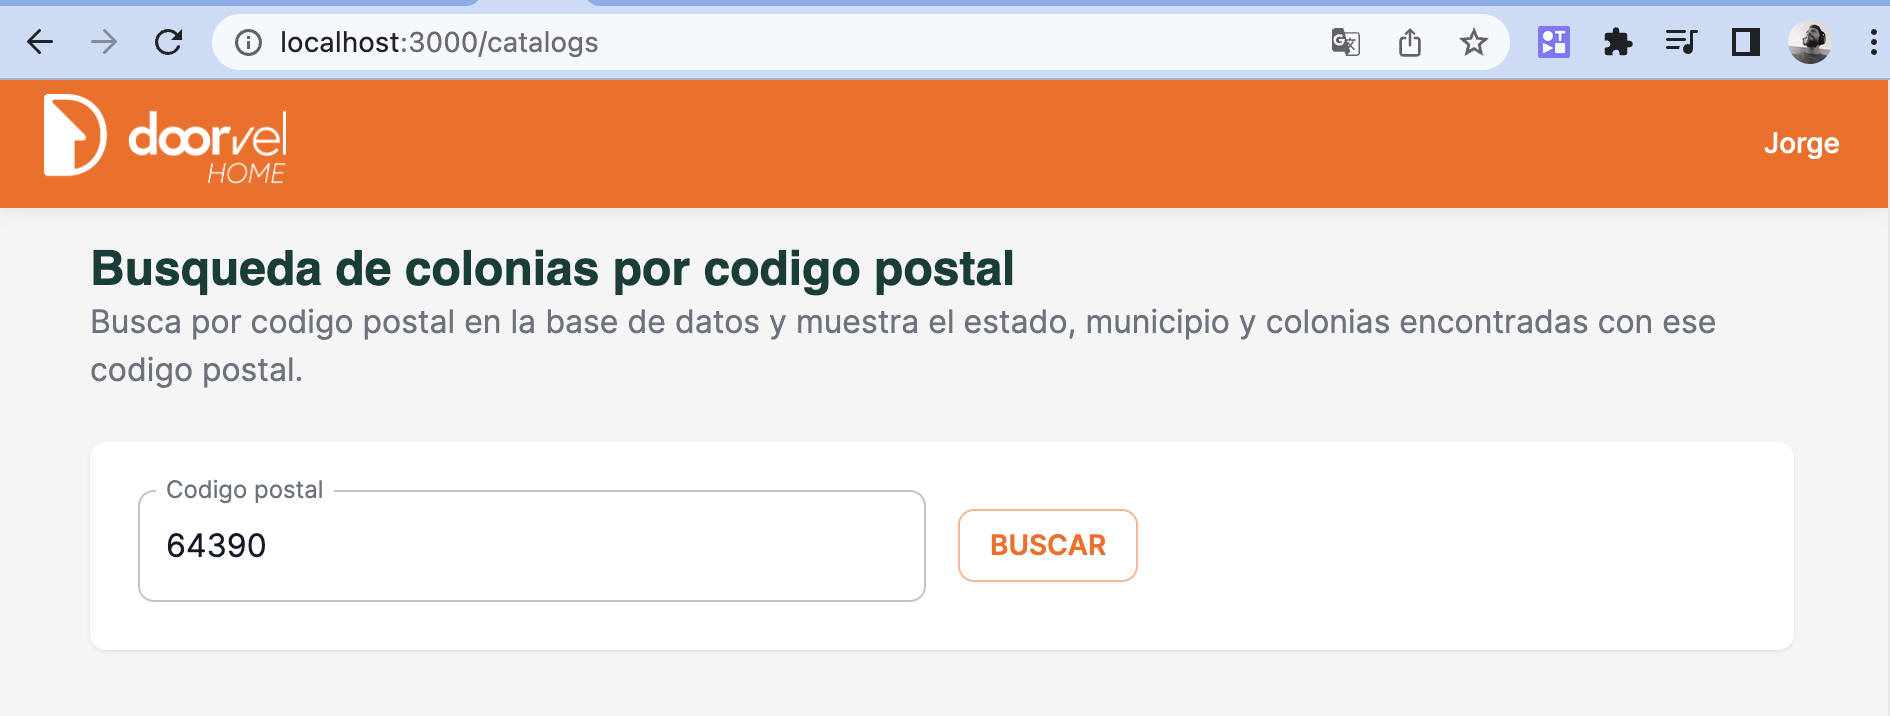 localhost:3000/catalogs
doorvel
HOME
Jorge
Busqueda de colonias por codigo postal
Busca por codigo postal en la base de datos y muestra el estado, municipio y colonias encontradas con ese
codigo postal.
Codigo postal
64390
BUSCAR